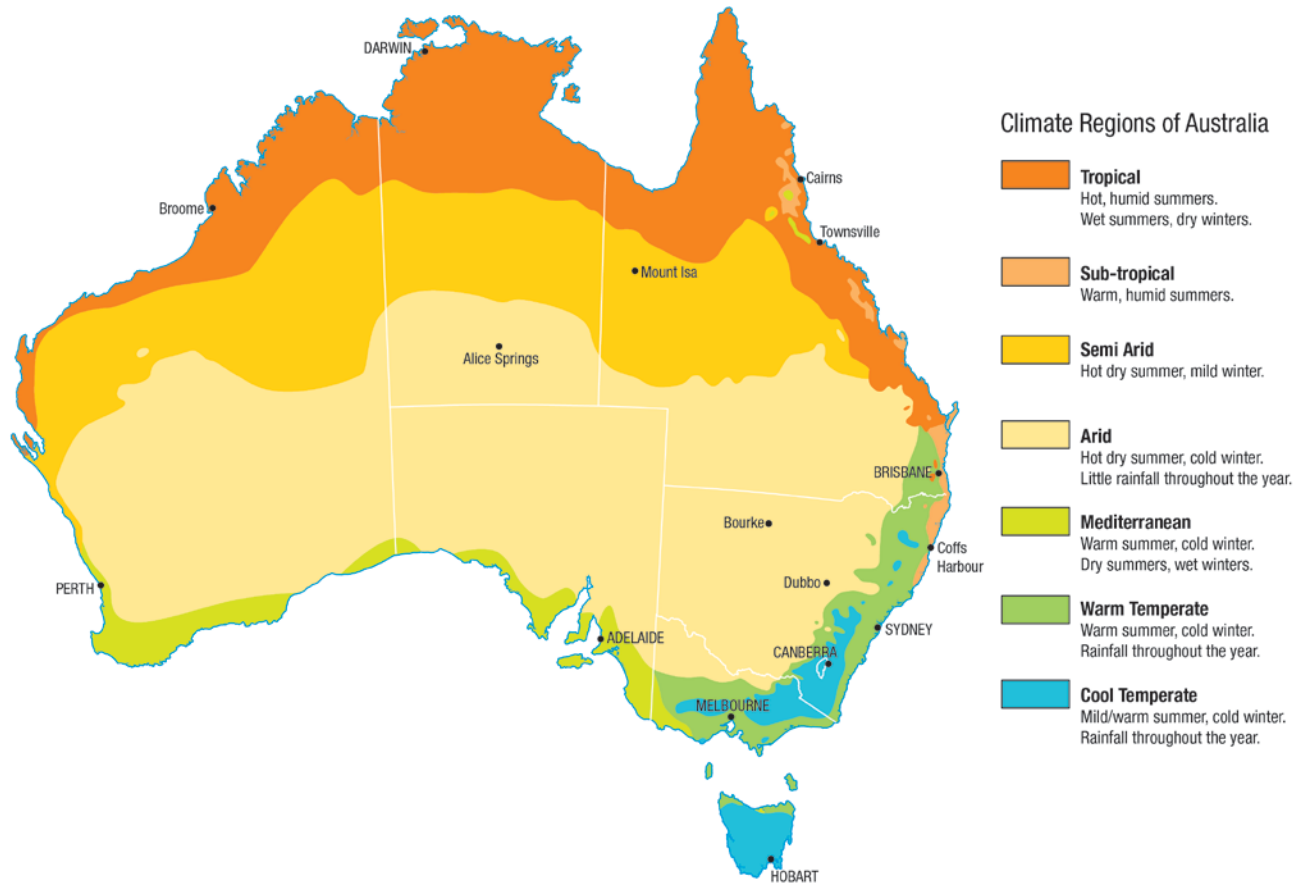 DARWIN
Cairns
Broome
Townsville
Mount Isa
Alice Springs
BRISBANE
Bourke
Coffs
Harbour
PERTH
Dubbo
SYDNEY
ADELAIDE
CANBERRA
MELBOURNE
HOBART
Climate Regions of Australia
Tropical
Hot, humid summers.
Wet summers, dry winters.
Sub-tropical
Warm, humid summers.
Semi Arid
Hot dry summer, mild winter.
Arid
Hot dry summer, cold winter.
Little rainfall throughout the year.
Mediterranean
Warm summer, cold winter.
Dry summers, wet winters.
Warm Temperate
Warm summer, cold winter.
Rainfall throughout the year.
Cool Temperate
Mild/warm summer, cold winter.
Rainfall throughout the year.